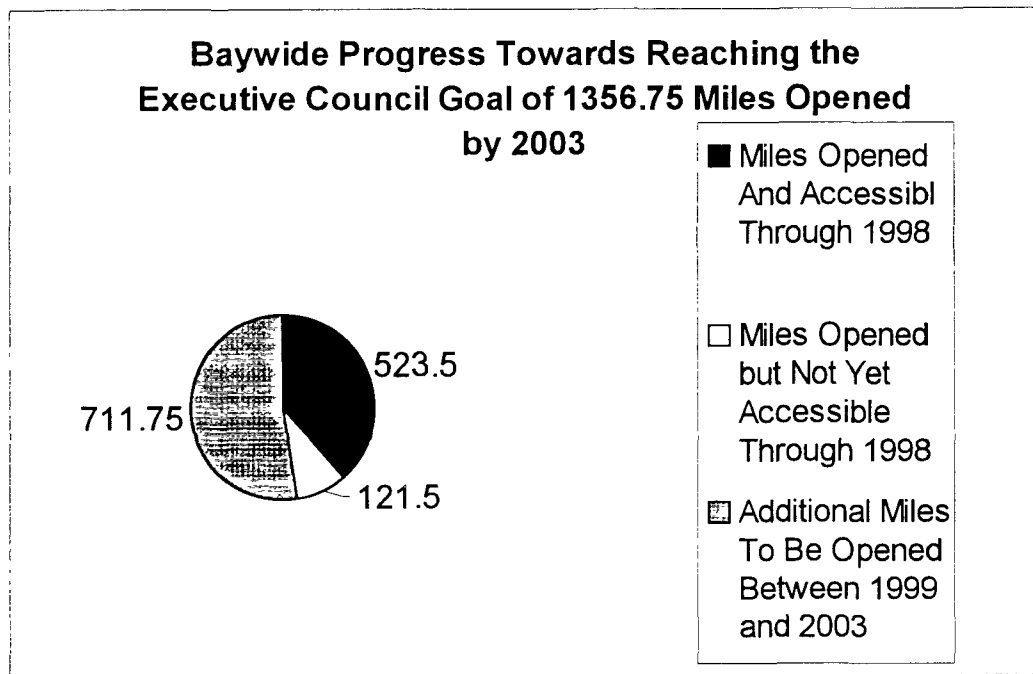 Baywide Progress Towards Reaching the
Executive Council Goal of 1356.75 Miles Opened
by 2003
Miles Opened
And Accessibl
Through 1998
Miles Opened
but Not Yet
Accessible
Through 1998
Additional Miles
To Be Opened
Between 1999
and 2003
523.5
711.75
121.5